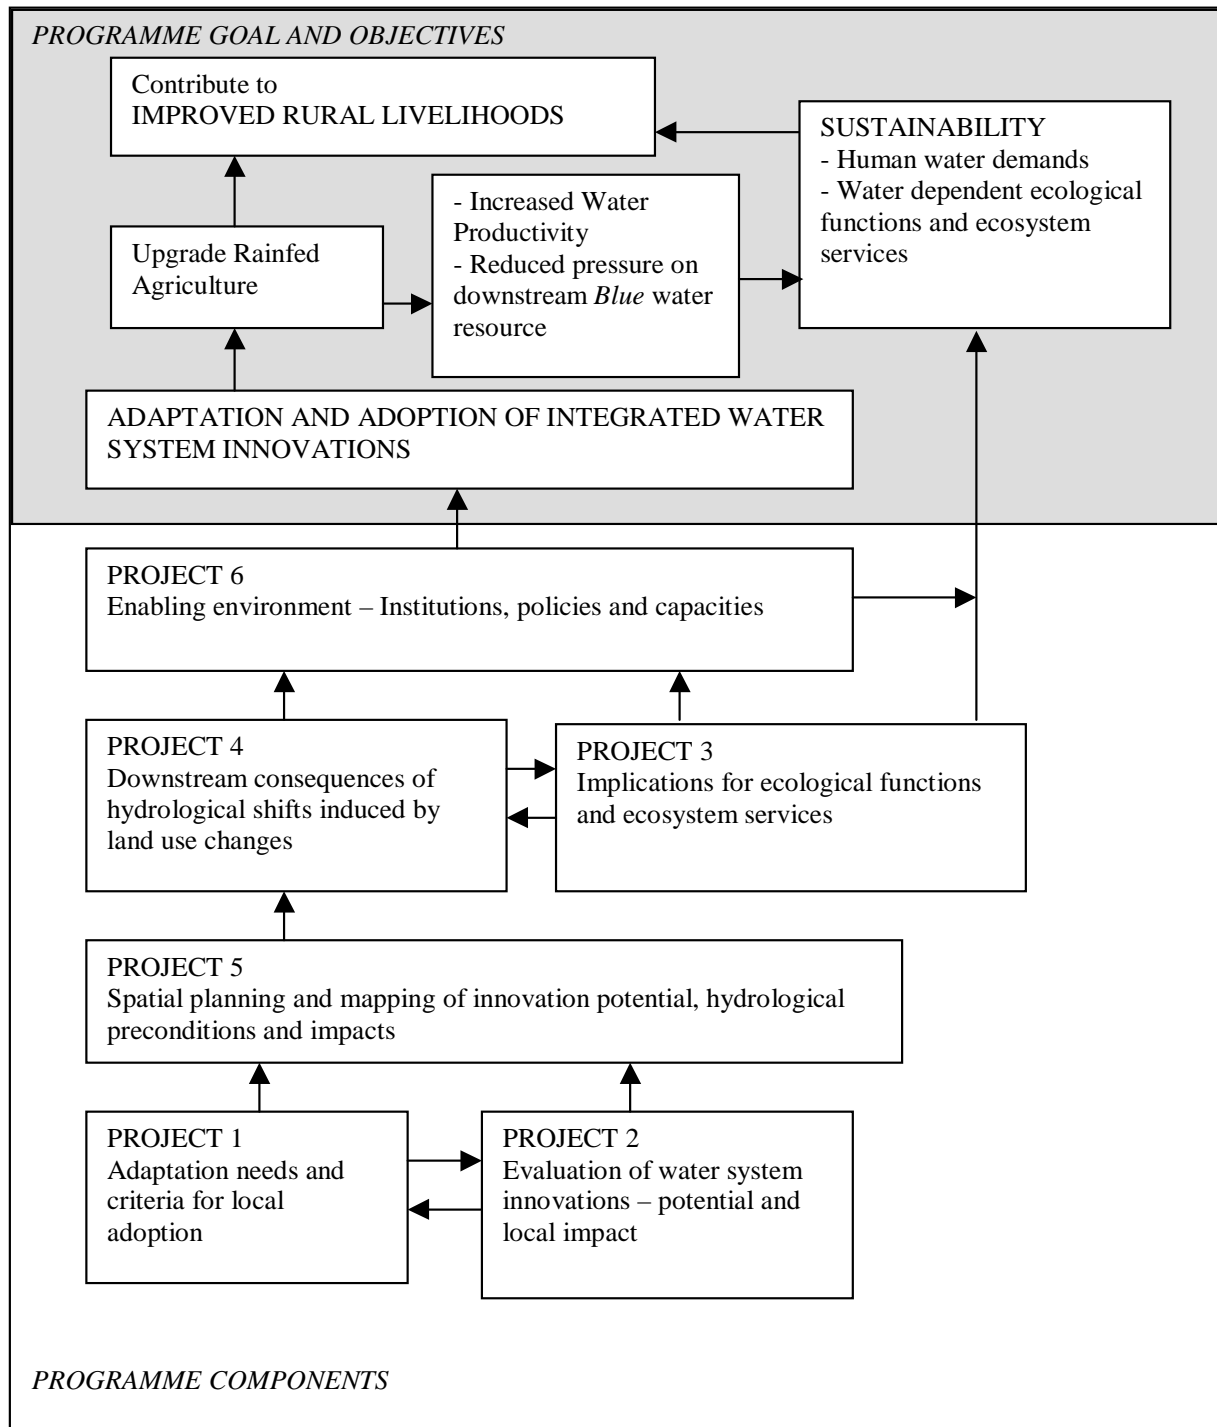 PROGRAMME GOAL AND OBJECTIVES
Contribute to
IMPROVED RURAL LIVELIHOODS
SUSTAINABILITY
- Human water demands
- Water dependent ecological
functions and ecosystem
services
- Increased Water
Productivity
- Reduced pressure on
downstream Blue water
resource
Upgrade Rainfed
Agriculture
ADAPTATION AND ADOPTION OF INTEGRATED WATER
SYSTEM INNOVATIONS
PROJECT 6
Enabling environment – Institutions, policies and capacities
PROJECT 4
Downstream consequences of
hydrological shifts induced by
land use changes
PROJECT 3
Implications for ecological functions
and ecosystem services
PROJECT 5
Spatial planning and mapping of innovation potential, hydrological
preconditions and impacts
PROJECT 1
Adaptation needs and
criteria for local
adoption
PROJECT 2
Evaluation of water system
innovations – potential and
local impact
PROGRAMME COMPONENTS